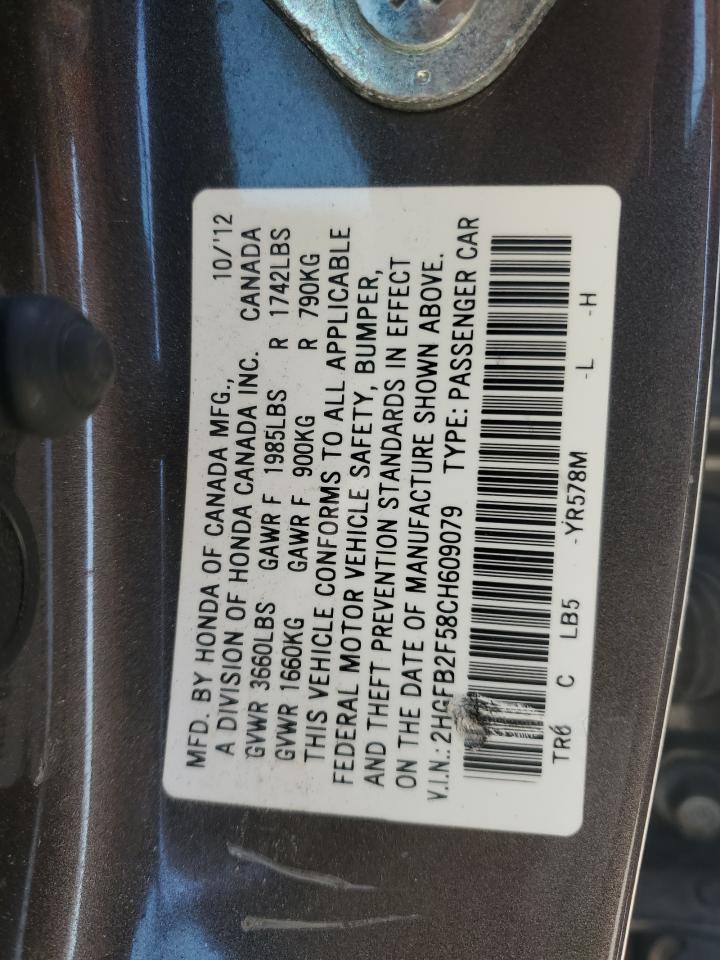 MFD. BY HONDA OF CANADA MFG., 10/'12
A DIVISION OF HONDA CANADA INC. CANADA
GVWR 3660LBS GAWR F 1985LBS R 1742LBS
GVWR 1660KG GAWR F 900KG R 790KG
THIS VEHICLE CONFORMS TO ALL APPLICABLE
FEDERAL MOTOR VEHICLE SAFETY, BUMPER,
AND THEFT PREVENTION STANDARDS IN EFFECT
ON THE DATE OF MANUFACTURE SHOWN ABOVE.
V.I.N.: 2HGFB2F58CH609079 TYPE: PASSENGER CAR
TR6 C LB5 -YR578M -L -H